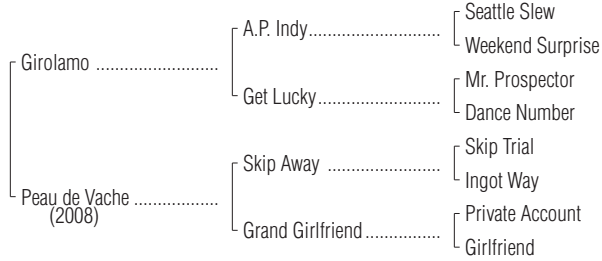 Seattle Slew
A.P. Indy..............................
Weekend Surprise
Girolamo ............................
Mr. Prospector
Get Lucky............................
Dance Number
Skip Trial
Skip Away ..........................
Ingot Way
Peau de Vache ...................
(2008)
Private Account
Grand Girlfriend.................
Girlfriend